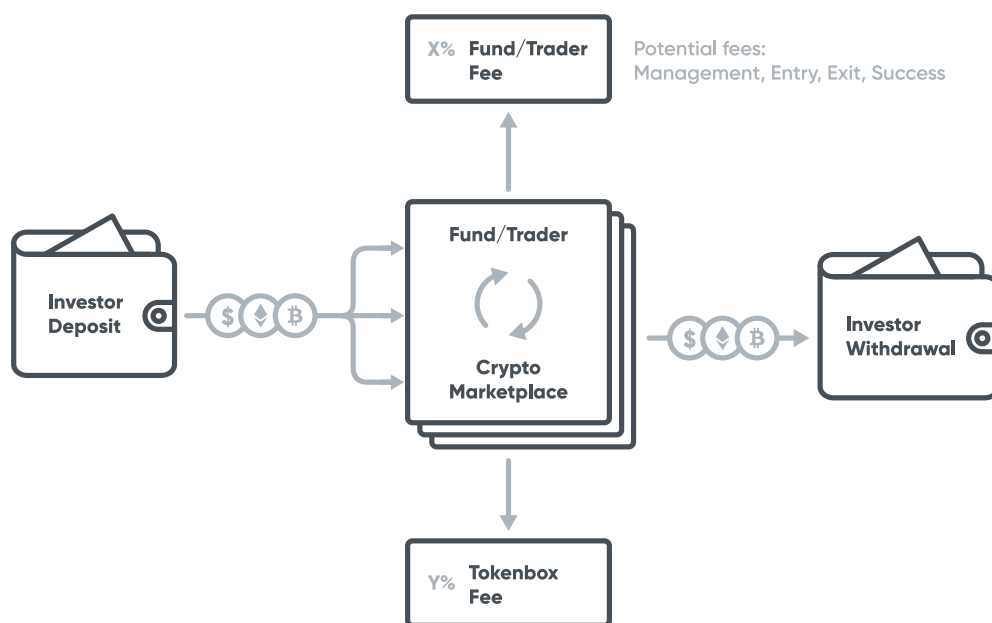 X% Fund/Trader
Fee
Potential fees:
Management, Entry, Exit, Success
Investor
Deposit
$
₿
Fund/Trader
Crypto
Marketplace
$
₿
Investor
Withdrawal
Y% Tokenbox
Fee